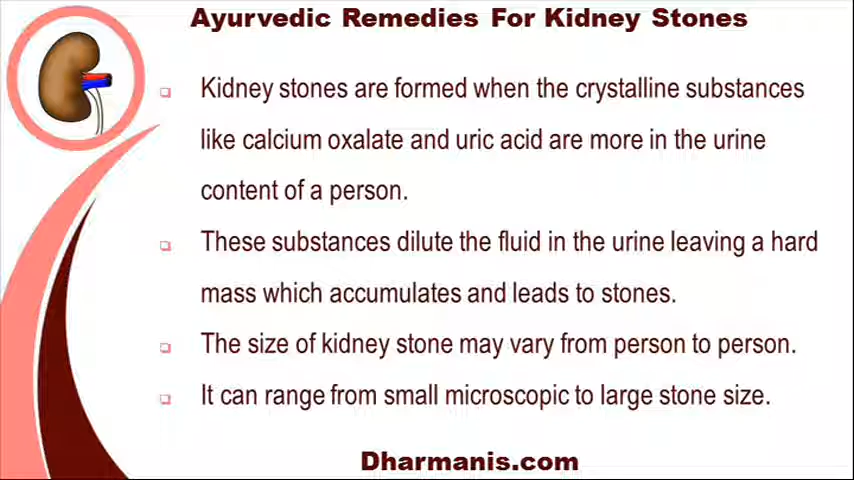 Ayurvedic Remedies For Kidney Stones
Kidney stones are formed when the crystalline substances
like calcium oxalate and uric acid are more in the urine
content of a person.
These substances dilute the fluid in the urine leaving a hard
mass which accumulates and leads to stones.
The size of kidney stone may vary from person to person.
It can range from small microscopic to large stone size.
Dharmanis.com